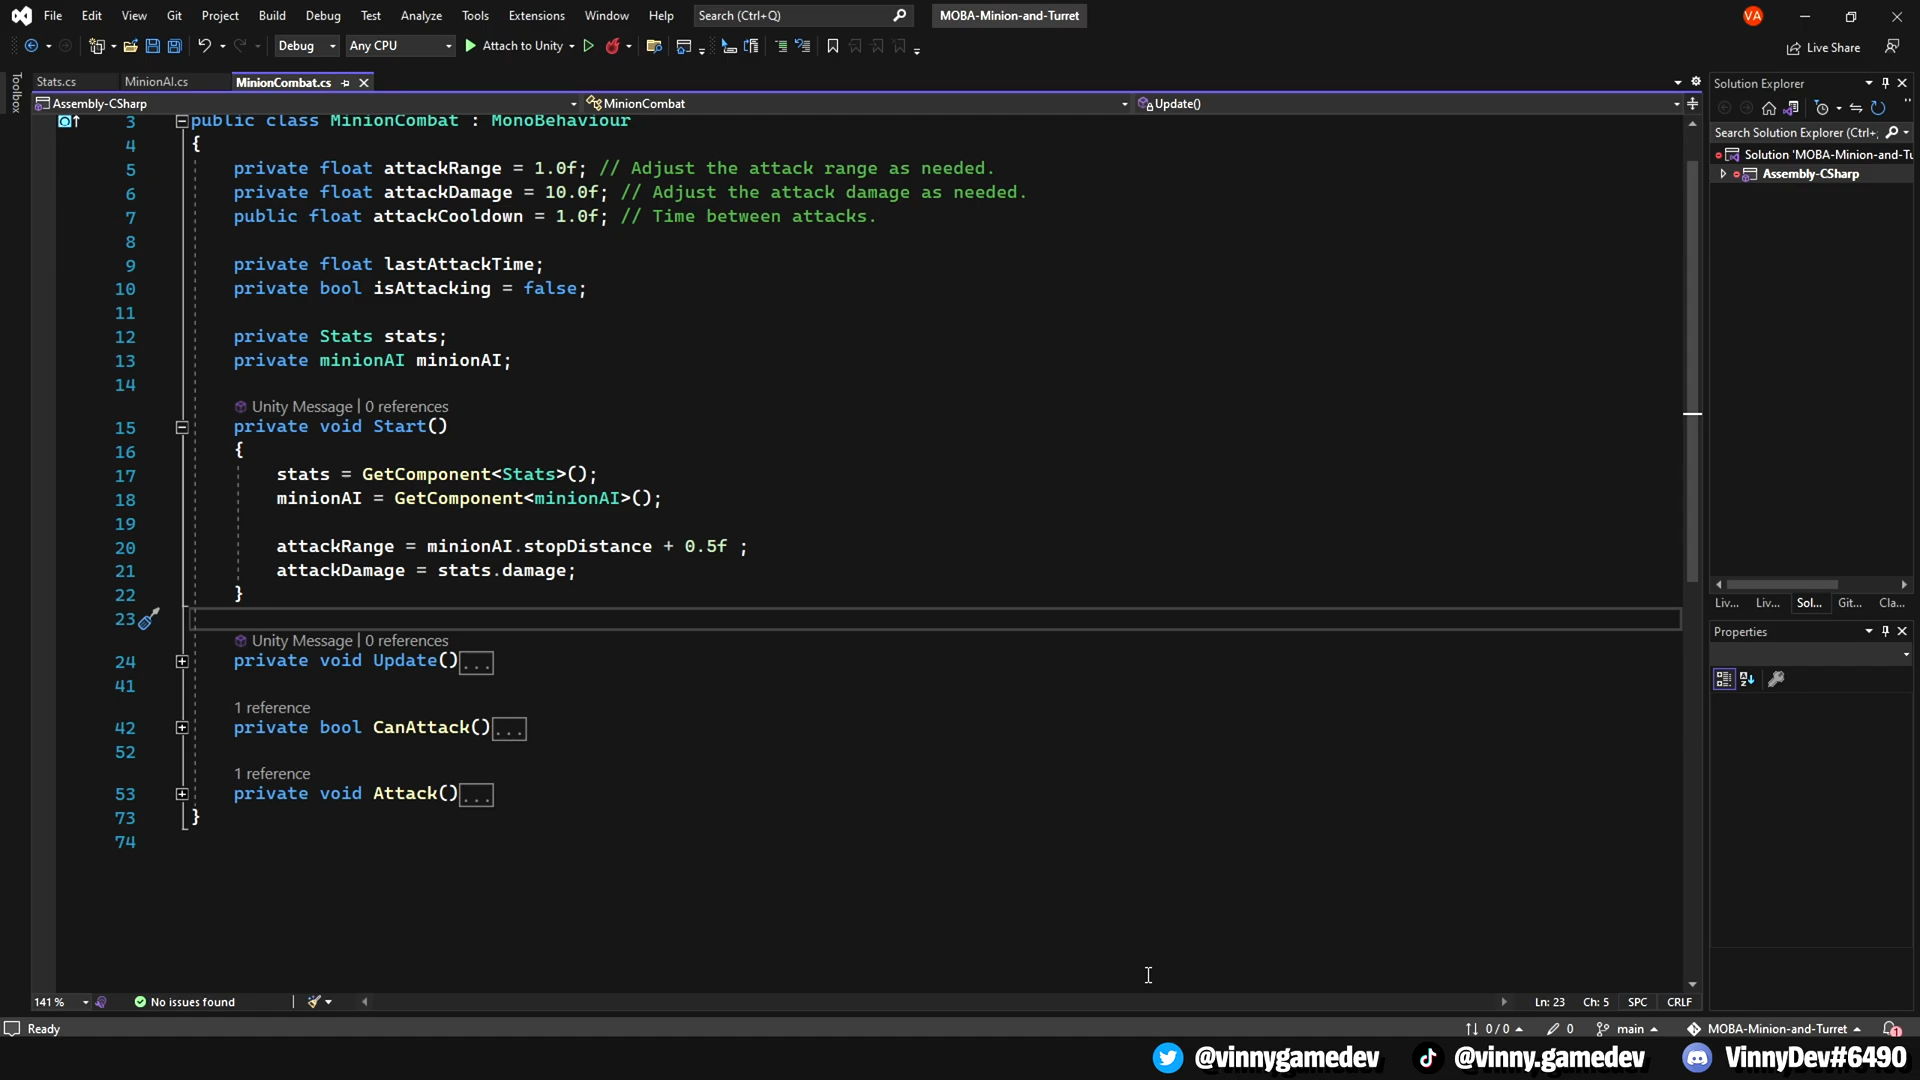 File Edit View Git Project Build Debug Test Analyze Tools Extensions Window Help Search (Ctrl+Q) MOBA-Minion-and-Turret VA
Debug Any CPU Attach to Unity Live Share
Toolbox
Stats.cs MinionAI.cs MinionCombat.cs
Assembly-CSharp MinionCombat Update()
3 public class MinionCombat : MonoBehaviour
4 {
5 private float attackRange = 1.0f; // Adjust the attack range as needed.
6 private float attackDamage = 10.0f; // Adjust the attack damage as needed.
7 public float attackCooldown = 1.0f; // Time between attacks.
8
9 private float lastAttackTime;
10 private bool isAttacking = false;
11
12 private Stats stats;
13 private minionAI minionAI;
14
Unity Message | 0 references
15 private void Start()
16 {
17 stats = GetComponent<Stats>();
18 minionAI = GetComponent<minionAI>();
19
20 attackRange = minionAI.stopDistance + 0.5f ;
21 attackDamage = stats.damage;
22 }
23
Unity Message | 0 references
24 private void Update()...
41
1 reference
42 private bool CanAttack()...
52
1 reference
53 private void Attack()...
73 }
74
141 % No issues found Ln: 23 Ch: 5 SPC CRLF
Solution Explorer
Search Solution Explorer (Ctrl+;
Solution 'MOBA-Minion-and-Tu
Assembly-CSharp
Liv... Liv... Sol... Git... Cla...
Properties
Ready 0 / 0 0 main MOBA-Minion-and-Turret 1
@vinnygamedev @vinny.gamedev VinnyDev#6490